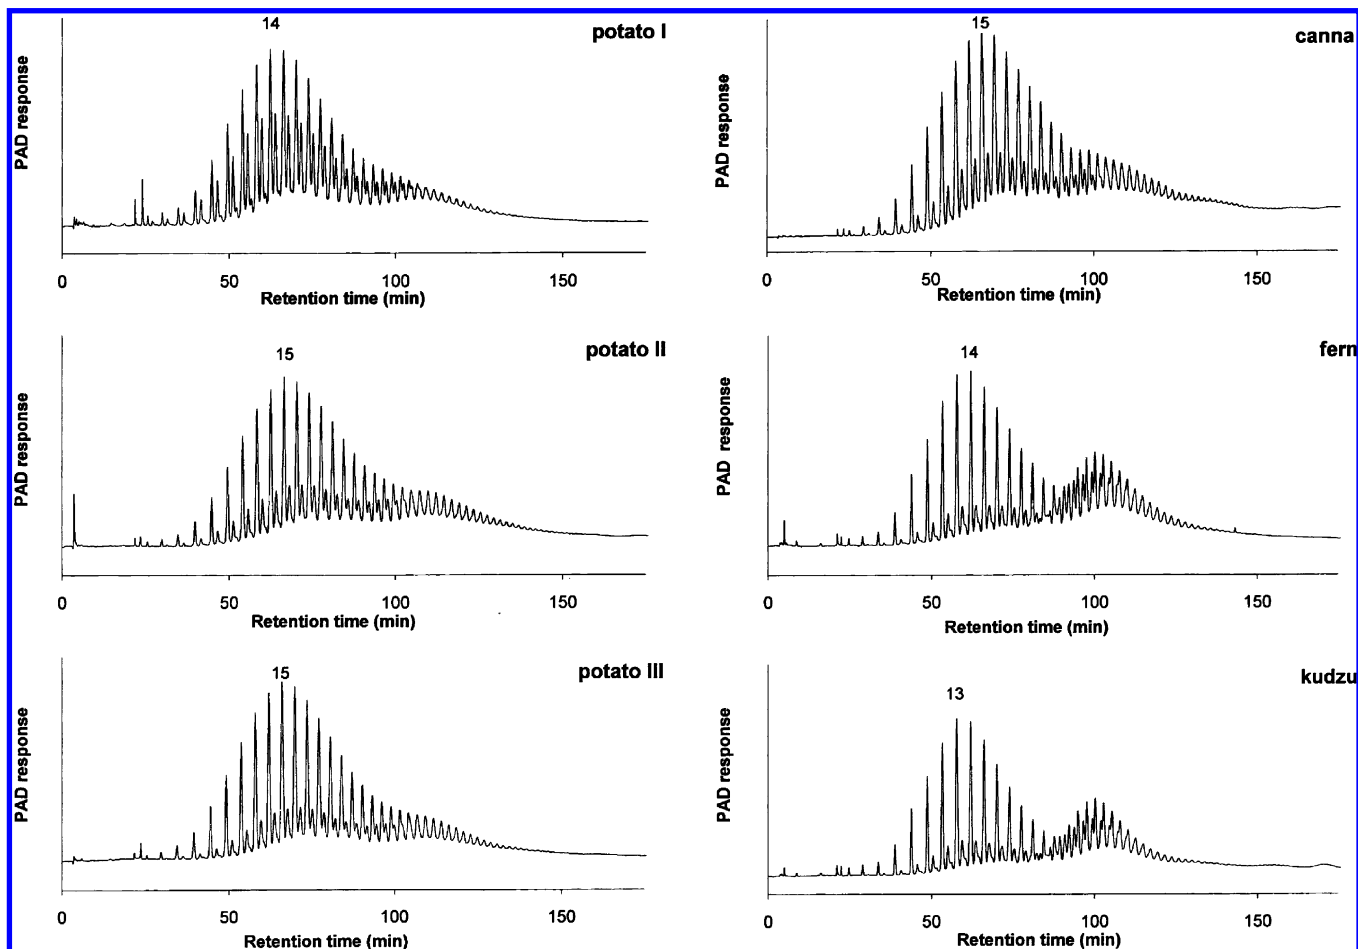 14
potato I
PAD response
0 50 100 150
Retention time (min)
15
canna
PAD response
0 50 100 150
Retention time (min)
15
potato II
PAD response
0 50 100 150
Retention time (min)
14
fern
PAD response
0 50 100 150
Retention time (min)
15
potato III
PAD response
0 50 100 150
Retention time (min)
13
kudzu
PAD response
0 50 100 150
Retention time (min)